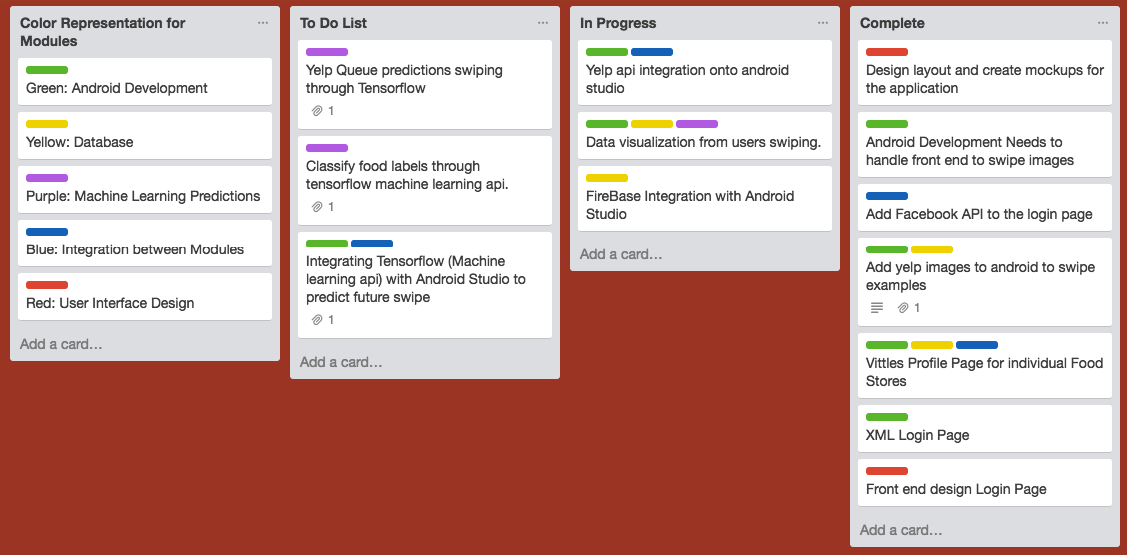 Color Representation for
Modules
Green: Android Development
Yellow: Database
Purple: Machine Learning Predictions
Blue: Integration between Modules
Red: User Interface Design
Add a card…
To Do List
Yelp Queue predictions swiping
through Tensorflow
1
Classify food labels through
tensorflow machine learning api.
1
Integrating Tensorflow (Machine
learning api) with Android Studio to
predict future swipe
1
Add a card…
In Progress
Yelp api integration onto android
studio
Data visualization from users swiping.
FireBase Integration with Android
Studio
Add a card…
Complete
Design layout and create mockups for
the application
Android Development Needs to
handle front end to swipe images
Add Facebook API to the login page
Add yelp images to android to swipe
examples
1
Vittles Profile Page for individual Food
Stores
XML Login Page
Front end design Login Page
Add a card…